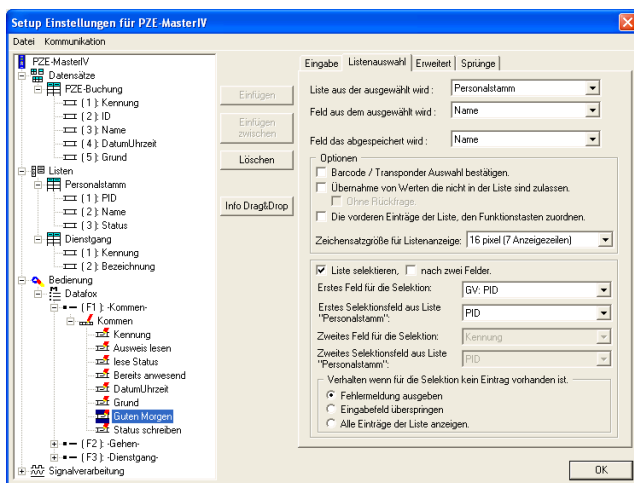 Setup Einstellungen für PZE-MasterIV
Datei Kommunikation
PZE-MasterIV
Datensätze
PZE-Buchung
( 1 ): Kennung
( 2 ): ID
( 3 ): Name
( 4 ): DatumUhrzeit
( 5 ): Grund
Listen
Personalstamm
( 1 ): PID
( 2 ): Name
( 3 ): Status
Dienstgang
( 1 ): Kennung
( 2 ): Bezeichnung
Bedienung
Datafox
( F1 ): -Kommen-
Kommen
Kennung
Ausweis lesen
lese Status
Bereits anwesend
DatumUhrzeit
Grund
Guten Morgen
Status schreiben
( F2 ): -Gehen-
( F3 ): -Dienstgang-
Signalverarbeitung
Einfügen
Einfügen zwischen
Löschen
Info Drag&Drop
Eingabe Listenauswahl Erweitert Sprünge
Liste aus der ausgewählt wird : Personalstamm
Feld aus dem ausgewählt wird : Name
Feld das abgespeichert wird : Name
Optionen
Barcode / Transponder Auswahl bestätigen.
Übernahme von Werten die nicht in der Liste sind zulassen.
Ohne Rückfrage.
Die vorderen Einträge der Liste, den Funktionstasten zuordnen.
Zeichensatzgröße für Listenanzeige: 16 pixel (7 Anzeigezeilen)
Liste selektieren, nach zwei Felder.
Erstes Feld für die Selektion: GV: PID
Erstes Selektionsfeld aus Liste "Personalstamm": PID
Zweites Feld für die Selektion: Kennung
Zweites Selektionsfeld aus Liste "Personalstamm": PID
Verhalten wenn für die Selektion kein Eintrag vorhanden ist.
Fehlermeldung ausgeben
Eingabefeld überspringen
Alle Einträge der Liste anzeigen.
OK